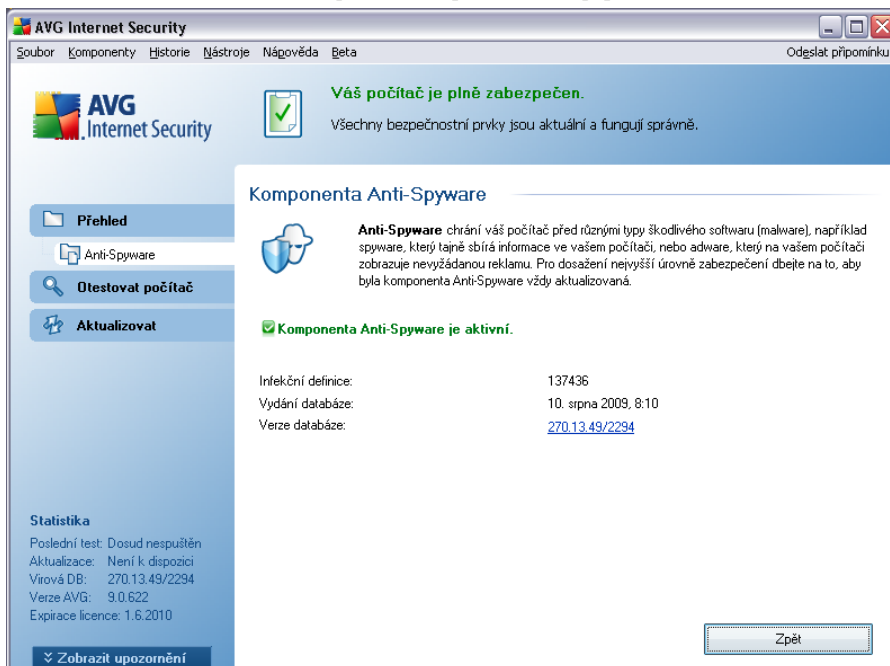 AVG Internet Security
Soubor Komponenty Historie Nástroje Nápověda Beta Odeslat připomínku
AVG
Internet Security
Váš počítač je plně zabezpečen.
Všechny bezpečnostní prvky jsou aktuální a fungují správně.
Přehled
Anti-Spyware
Otestovat počítač
Aktualizovat
Komponenta Anti-Spyware
Anti-Spyware chrání váš počítač před různými typy škodlivého softwaru (malware), například
spyware, který tajně sbírá informace ve vašem počítači, nebo adware, který na vašem počítači
zobrazuje nevyžádanou reklamu. Pro dosažení nejvyšší úrovně zabezpečení dbejte na to, aby
byla komponenta Anti-Spyware vždy aktualizovaná.
Komponenta Anti-Spyware je aktivní.
Infekční definice: 137436
Vydání databáze: 10. srpna 2009, 8:10
Verze databáze: 270.13.49/2294
Statistika
Poslední test: Dosud nespuštěn
Aktualizace: Není k dispozici
Virová DB: 270.13.49/2294
Verze AVG: 9.0.622
Expirace licence: 1.6.2010
Zobrazit upozornění
Zpět